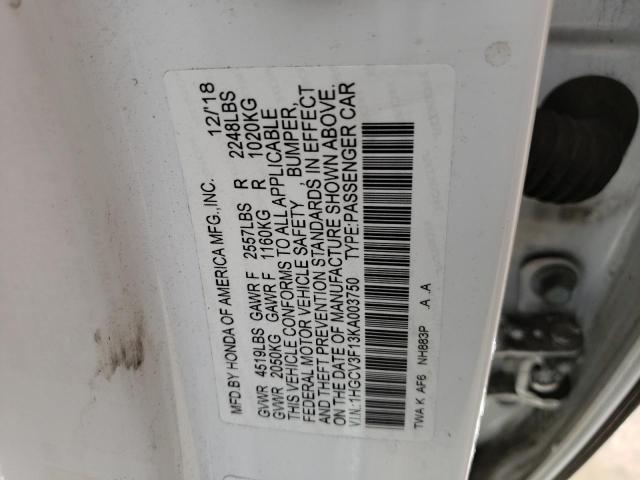 MFD.BY HONDA OF AMERICA MFG.,INC. 12/'18
GVWR 4519LBS GAWR F 2557LBS R 2248LBS
GVWR 2050KG GAWR F 1160KG R 1020KG
THIS VEHICLE CONFORMS TO ALL APPLICABLE
FEDERAL MOTOR VEHICLE SAFETY BUMPER,
AND THEFT PREVENTION STANDARDS IN EFFECT
ON THE DATE OF MANUFACTURE SHOWN ABOVE.
V.I.N.:1HGCV3F13KA003750 TYPE:PASSENGER CAR
TWA K AF6 NH883P .A .A